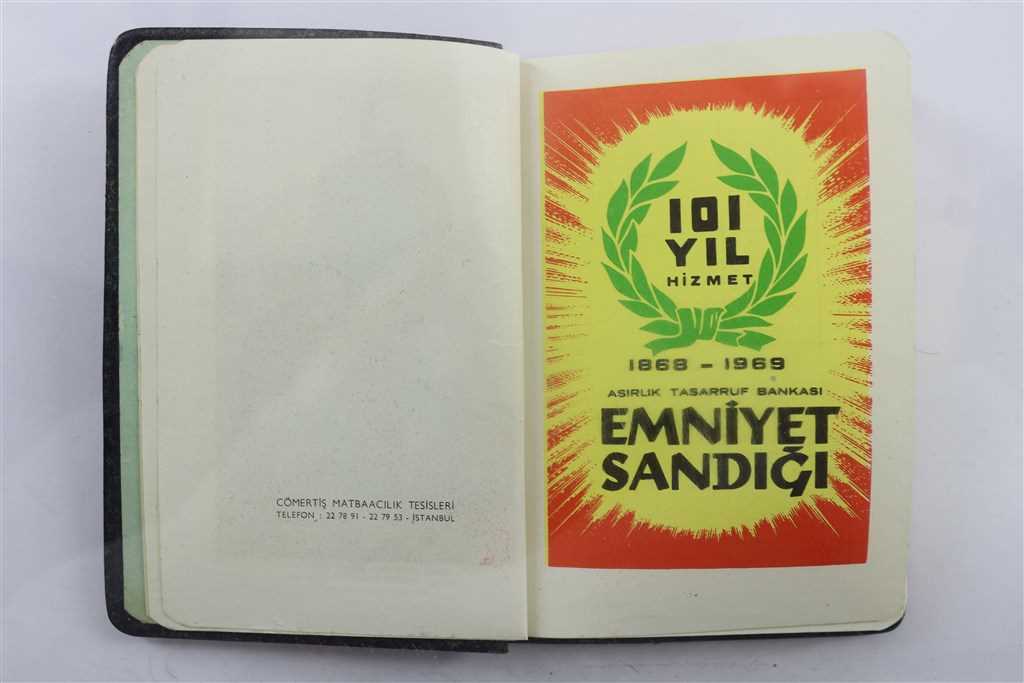 CÖMERTİŞ MATBAACILIK TESİSLERİ
TELEFON : 22 78 91 - 22 79 53 - İSTANBUL
101
YIL
HİZMET
1868 - 1969
ASIRLIK TASARRUF BANKASI
EMNİYET
SANDIĞI